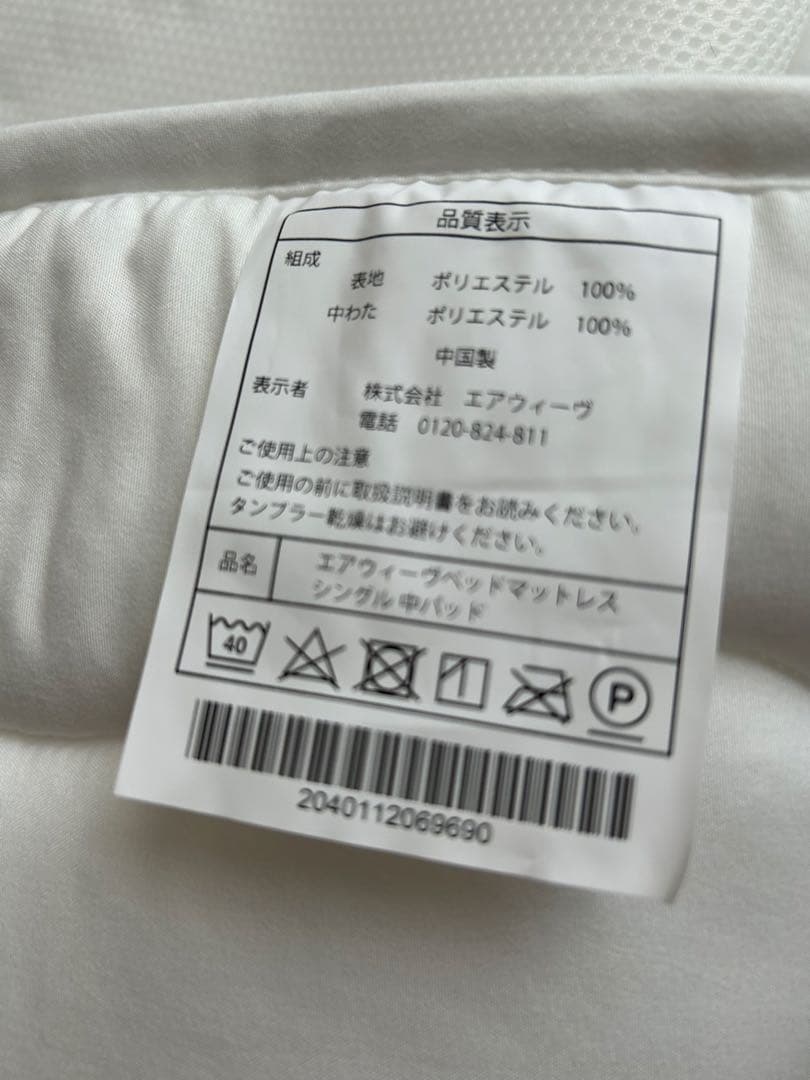 品質表示
組成
表地 ポリエステル 100%
中わた ポリエステル 100%
中国製
表示者 株式会社 エアウィーヴ
電話 0120-824-811
ご使用上の注意
ご使用の前に取扱説明書をお読みください。
タンブラー乾燥はお避けください。
品名 エアウィーヴベッドマットレス
シングル 中パッド
40
P
2040112069690